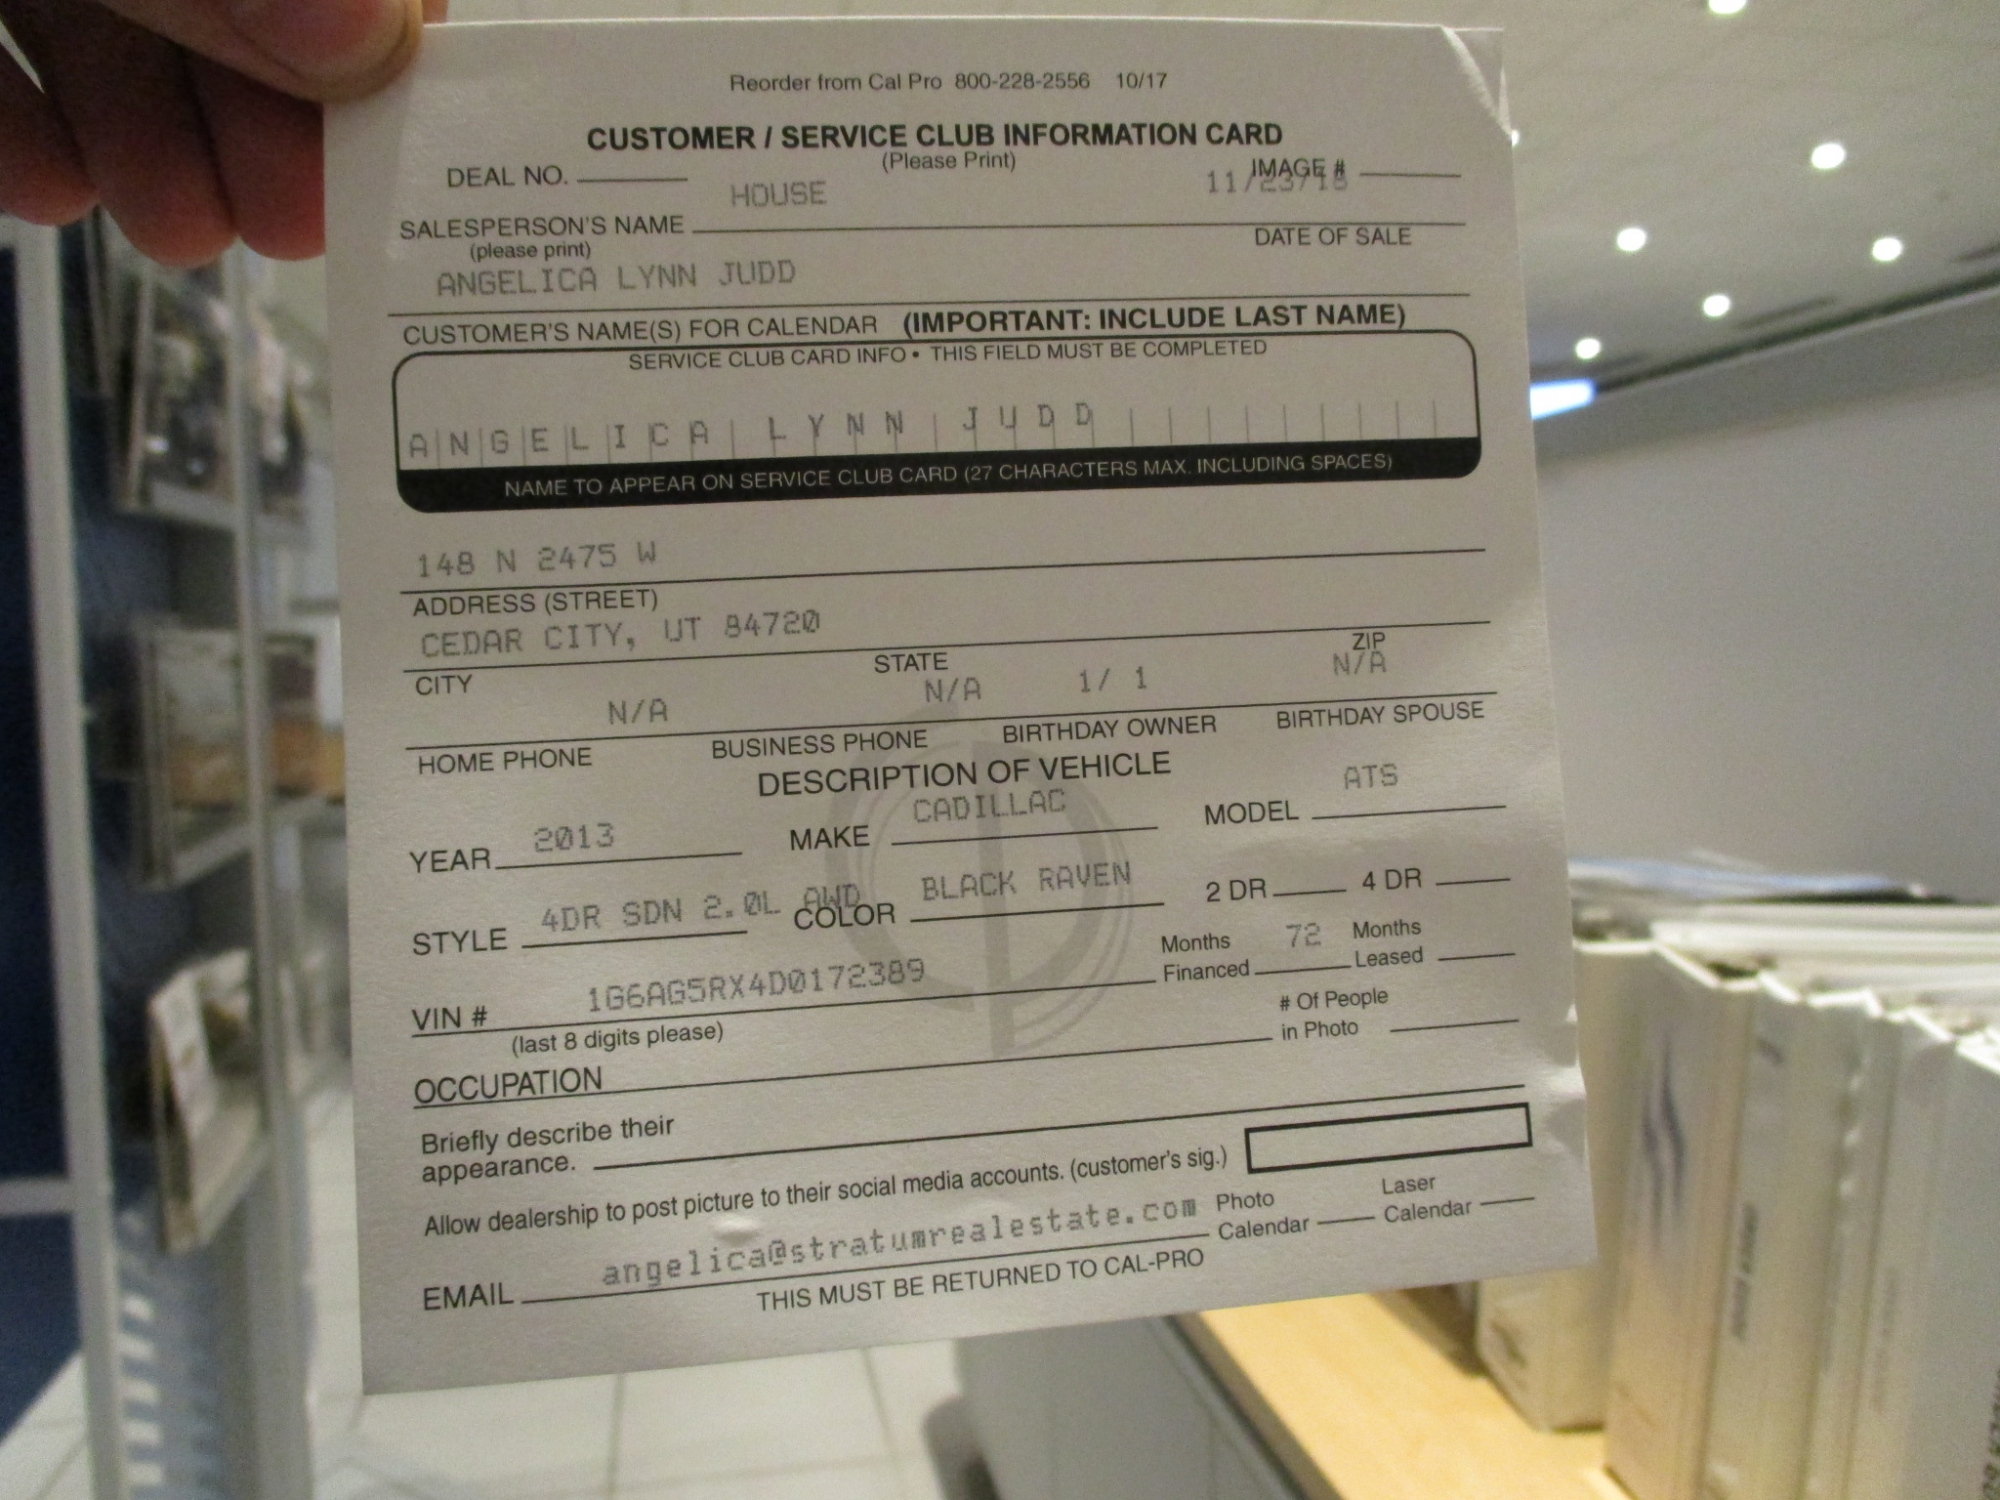 Reorder from Cal Pro 800-228-2556 10/17
CUSTOMER / SERVICE CLUB INFORMATION CARD
(Please Print)
DEAL NO. IMAGE #
HOUSE 11/23/18
SALESPERSON'S NAME DATE OF SALE
(please print)
ANGELICA LYNN JUDD
CUSTOMER'S NAME(S) FOR CALENDAR (IMPORTANT: INCLUDE LAST NAME)
SERVICE CLUB CARD INFO • THIS FIELD MUST BE COMPLETED
ANGELICA LYNN JUDD
NAME TO APPEAR ON SERVICE CLUB CARD (27 CHARACTERS MAX. INCLUDING SPACES)
148 N 2475 W
ADDRESS (STREET)
CEDAR CITY, UT 84720
CITY STATE ZIP
N/A N/A 1/ 1 N/A
HOME PHONE BUSINESS PHONE BIRTHDAY OWNER BIRTHDAY SPOUSE
DESCRIPTION OF VEHICLE
YEAR 2013 MAKE CADILLAC MODEL ATS
STYLE 4DR SDN 2.0L AWD COLOR BLACK RAVEN 2 DR 4 DR
VIN # 1G6AG5RX4D0172389 Months Financed 72 Months Leased
(last 8 digits please)
OCCUPATION # Of People in Photo
Briefly describe their
appearance.
Allow dealership to post picture to their social media accounts. (customer's sig.)
EMAIL angelica@stratumrealestate.com Photo Calendar Laser Calendar
THIS MUST BE RETURNED TO CAL-PRO